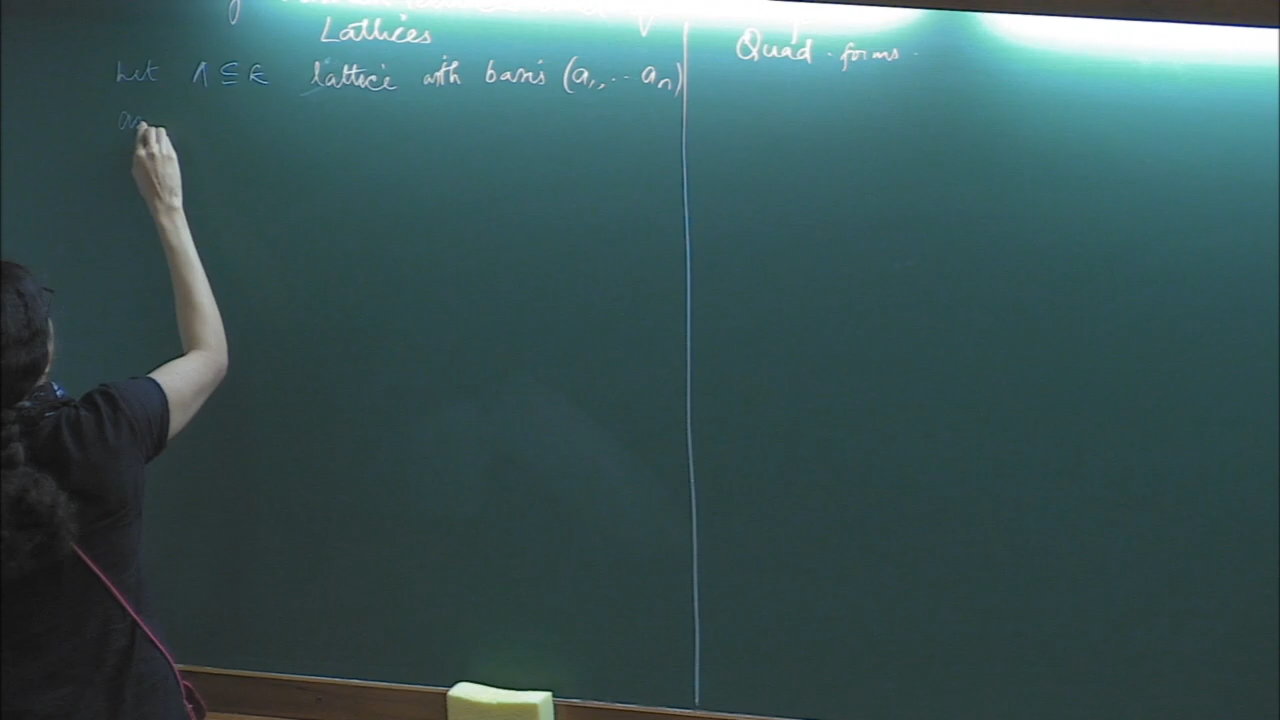 Lattices
Let Λ ⊆ E lattice with basis (a₁, ... aₙ)
Quad. forms.